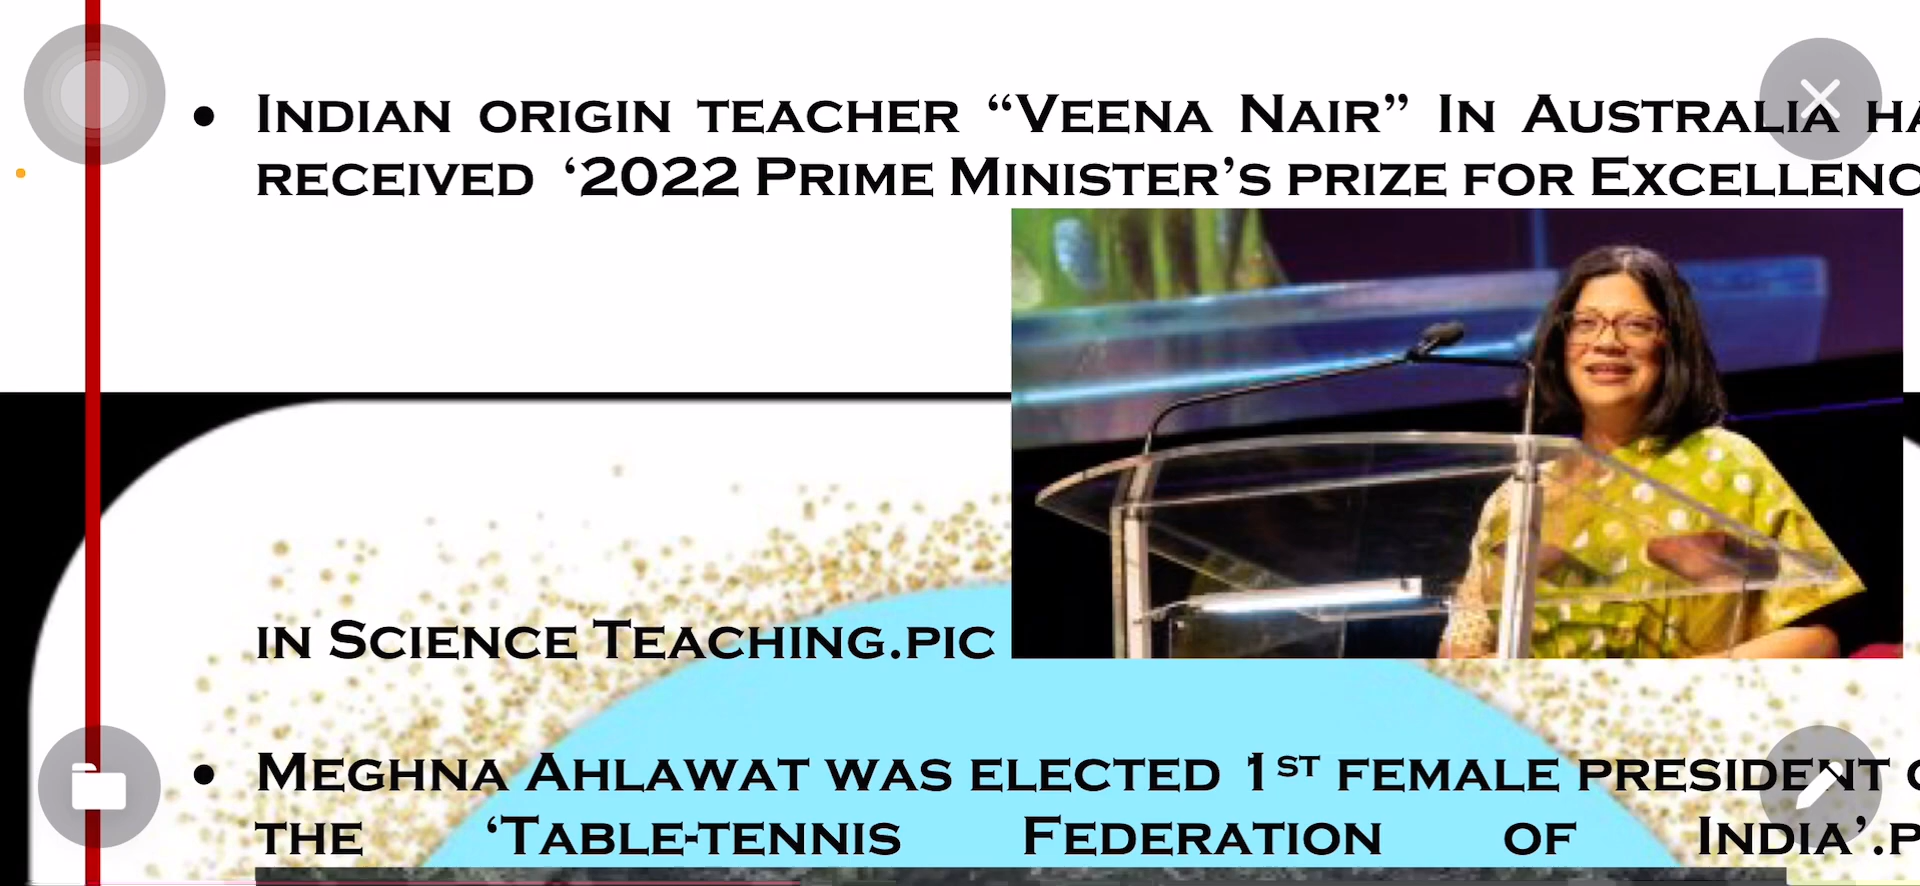 • Indian origin teacher “Veena Nair” In Australia ha
received ‘2022 Prime Minister’s prize for Excellenc
in Science Teaching.pic
• Meghna Ahlawat was elected 1st female president o
the ‘Table-tennis Federation of India’.p